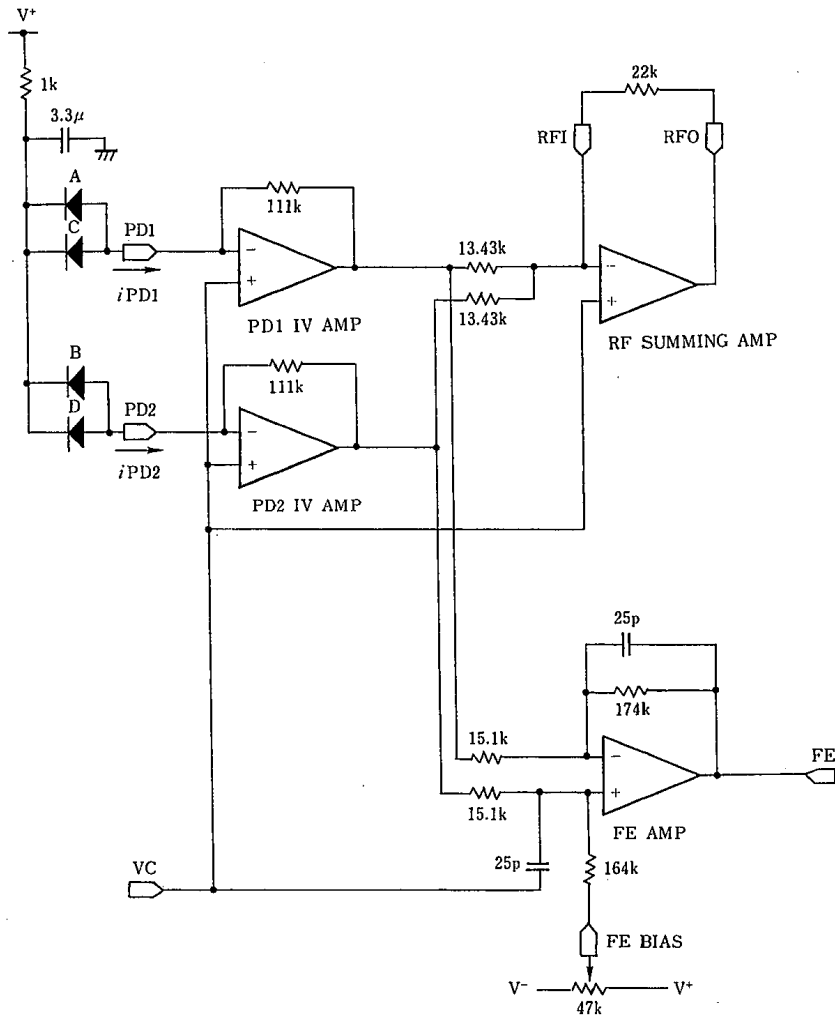 V⁺
1k
3.3μ
A
C
PD1
iPD1
111k
−
+
PD1 IV AMP
B
D
PD2
iPD2
111k
−
+
PD2 IV AMP
22k
RFI
RFO
13.43k
13.43k
−
+
RF SUMMING AMP
25p
174k
15.1k
15.1k
−
+
FE AMP
FE
VC
25p
164k
FE BIAS
V⁻
V⁺
47k